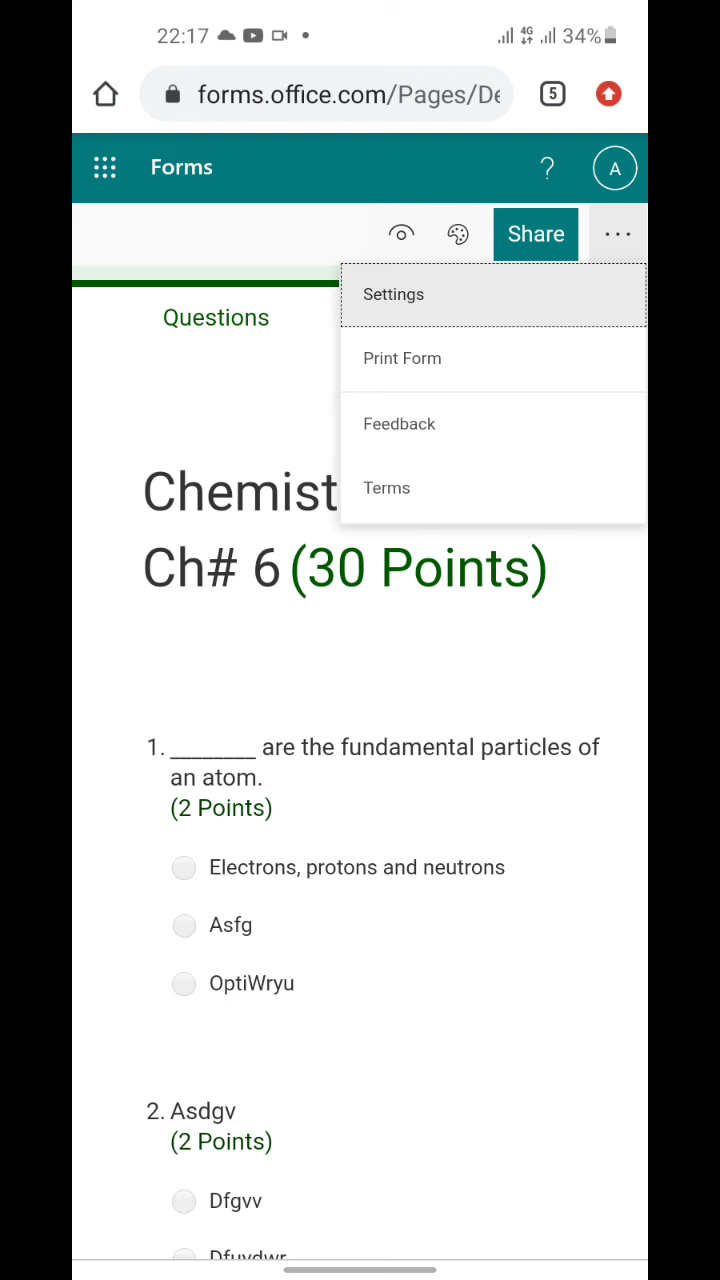 22:17
4G 34%
forms.office.com/Pages/De
5
Forms
? A
Share ...
Settings
Questions
Print Form
Feedback
Terms
Chemist
Ch# 6 (30 Points)
1. ________ are the fundamental particles of
an atom.
(2 Points)
Electrons, protons and neutrons
Asfg
OptiWryu
2. Asdgv
(2 Points)
Dfgvv
Dfuvdwr